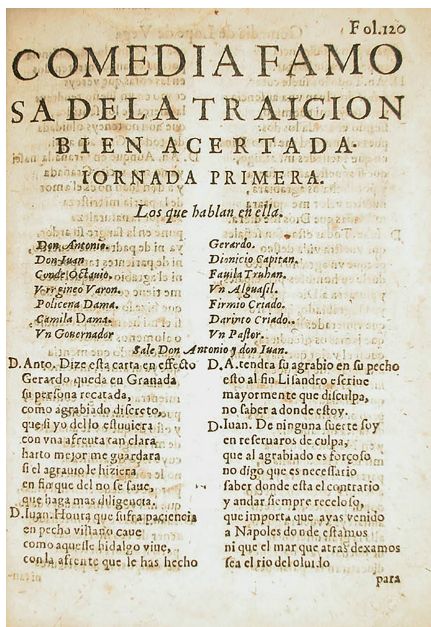 Fol.120
COMEDIA FAMO
SA DE LA TRAICION
BIEN ACERTADA.
IORNADA PRIMERA.
Los que hablan en ella.
Don Antonio.
Don Iuan
Conde Octauio.
Virgineo Varon.
Policena Dama.
Camila Dama.
Vn Gouernador
Gerardo.
Dionicio Capitan.
Fauila Truhan.
Vn Alguasil.
Firmio Criado.
Darinto Criado.
Vn Pastor.
Sale Don Antonio y don Iuan.
D. Anto. Dize esta carta en effecto
Gerardo queda en Granada
su persona recatada,
como agrabiado discreto,
que si yo dello estuuiera
con vna afreuta tan clara
harto mejor me guardara
si el agrauio le hiziera
en fin que del no se saue,
que haga mas diligencia.
D. Iuan. Honra que sufra paciencia
en pecho villano caue
como aquesse hidalgo viue,
con la afrente que le has hecho
D. A. tendra su agrabio en su pecho
esto al fin Lisandro escriue
mayormente que disculpa,
no saber a donde estoy.
D. Iuan. De ninguna suerte soy
en reseruaros de culpa,
que al agrabiado es forçoso
no digo que es necessario
saber donde esta el contrario
y andar siempre receloso,
que importa que ayas venido
a Napoles donde estamos
ni que el mar que atras dexamos
sea el rio del oluido
para